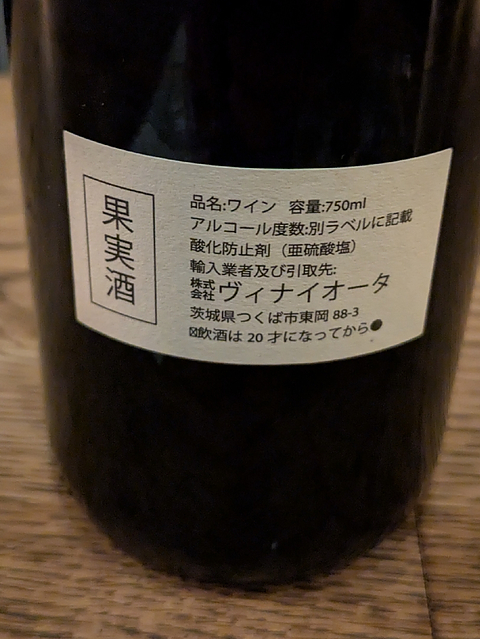 果実酒
品名:ワイン 容量:750ml
アルコール度数:別ラベルに記載
酸化防止剤（亜硫酸塩）
輸入業者及び引取先:
株式会社ヴィナイオータ
茨城県つくば市東岡 88-3
☒飲酒は 20 才になってから●